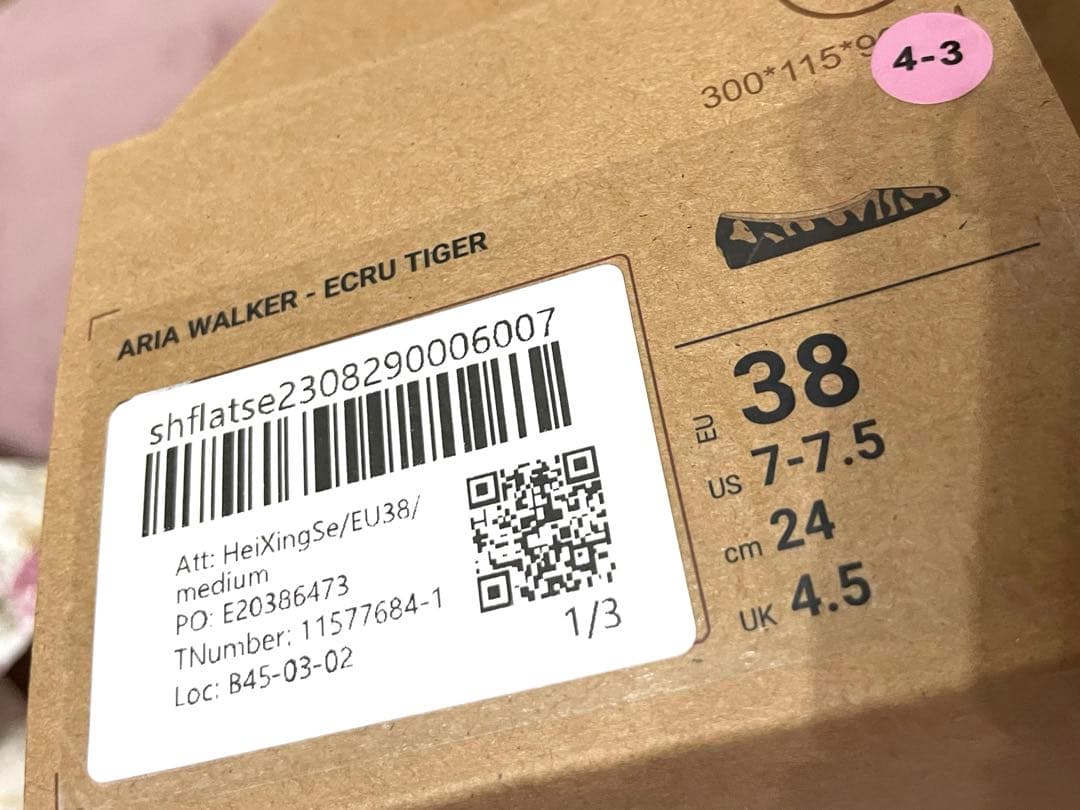 300*115*9
4-3
ARIA WALKER - ECRU TIGER
shflatse2308290006007
Att: HeiXingSe/EU38/
medium
PO: E20386473
TNumber: 11577684-1
Loc: B45-03-02
1/3
EU 38
US 7-7.5
cm 24
UK 4.5